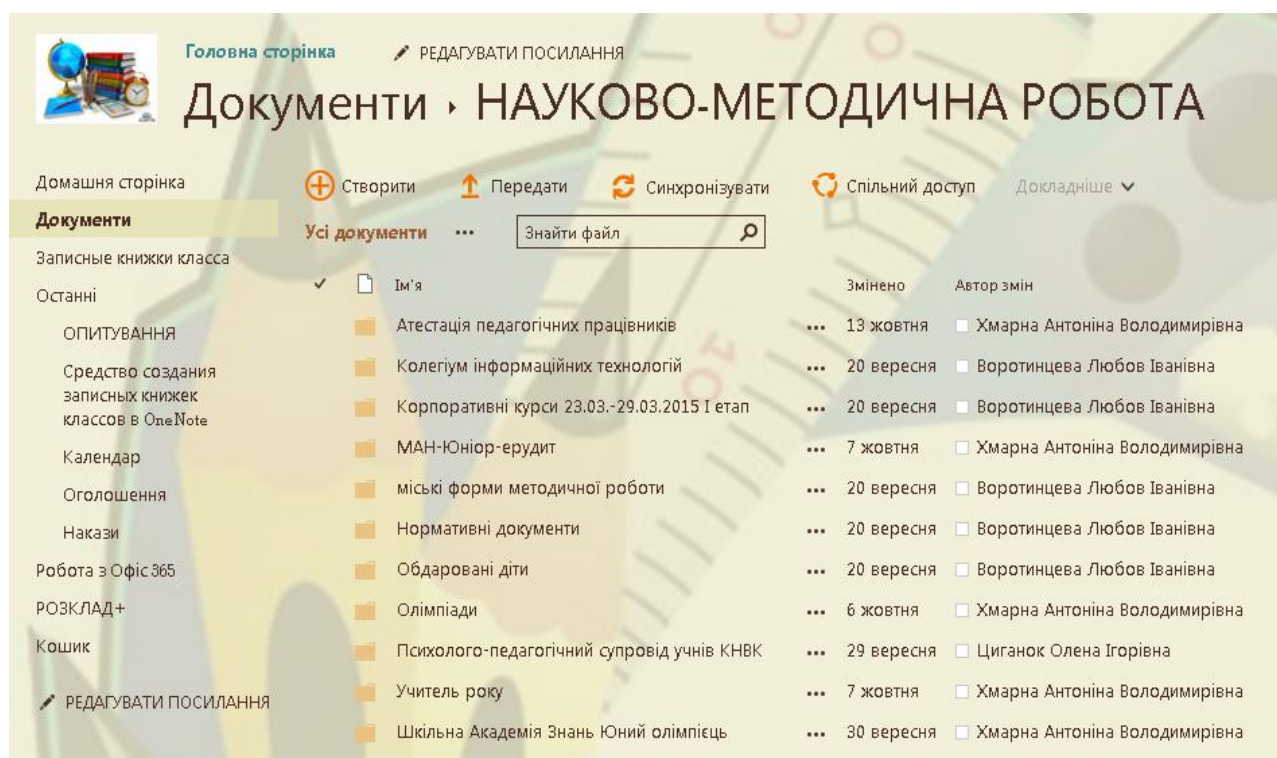 Головна сторінка РЕДАГУВАТИ ПОСИЛАННЯ
Документи ▸ НАУКОВО-МЕТОДИЧНА РОБОТА
Домашня сторінка
Документи
Записные книжки класса
Останні
ОПИТУВАННЯ
Средство создания
записных книжек
классов в OneNote
Календар
Оголошення
Накази
Робота з Офіс 365
РОЗКЛАД+
Кошик
РЕДАГУВАТИ ПОСИЛАННЯ
Створити Передати Синхронізувати Спільний доступ Докладніше
Усі документи ••• Знайти файл
Ім'я Змінено Автор змін
Атестація педагогічних працівників ••• 13 жовтня Хмарна Антоніна Володимирівна
Колегіум інформаційних технологій ••• 20 вересня Воротинцева Любов Іванівна
Корпоративні курси 23.03.-29.03.2015 І етап ••• 20 вересня Воротинцева Любов Іванівна
МАН-Юніор-ерудит ••• 7 жовтня Хмарна Антоніна Володимирівна
міські форми методичної роботи ••• 20 вересня Воротинцева Любов Іванівна
Нормативні документи ••• 20 вересня Воротинцева Любов Іванівна
Обдаровані діти ••• 20 вересня Воротинцева Любов Іванівна
Олімпіади ••• 6 жовтня Хмарна Антоніна Володимирівна
Психолого-педагогічний супровід учнів КНВК ••• 29 вересня Циганок Олена Ігорівна
Учитель року ••• 7 жовтня Хмарна Антоніна Володимирівна
Шкільна Академія Знань Юний олімпієць ••• 30 вересня Хмарна Антоніна Володимирівна